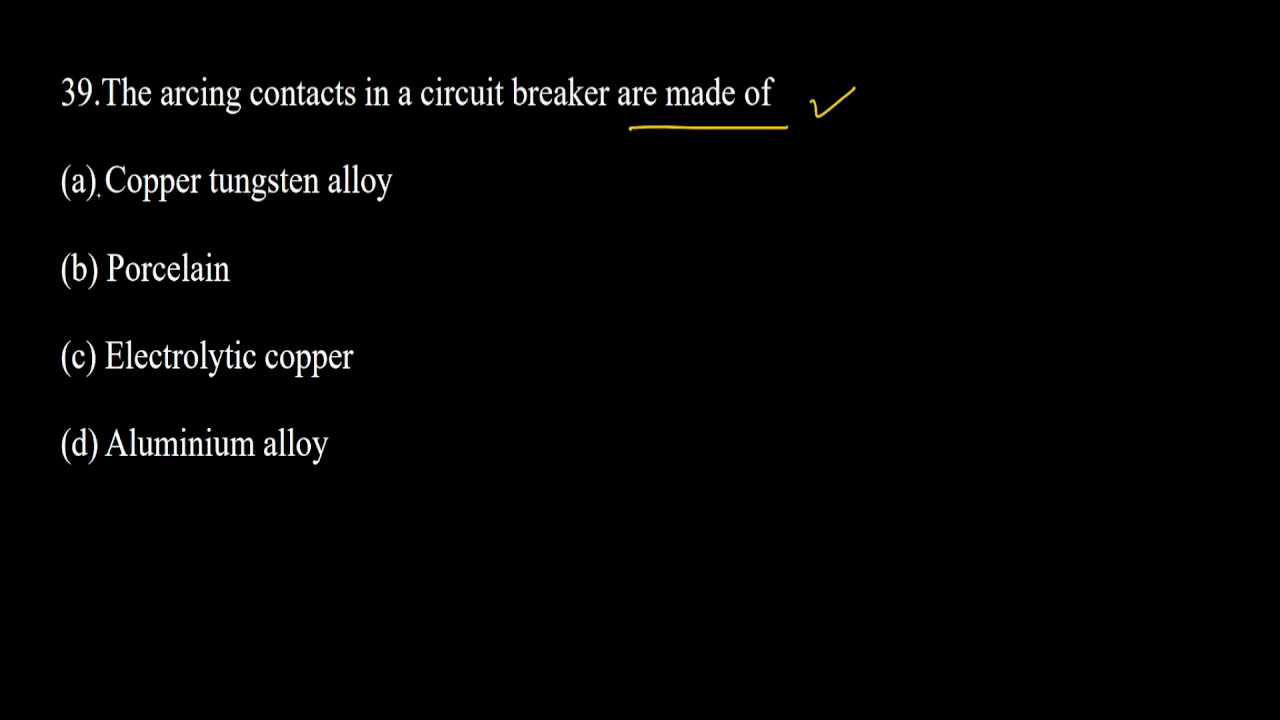 39.The arcing contacts in a circuit breaker are made of
(a) Copper tungsten alloy
(b) Porcelain
(c) Electrolytic copper
(d) Aluminium alloy